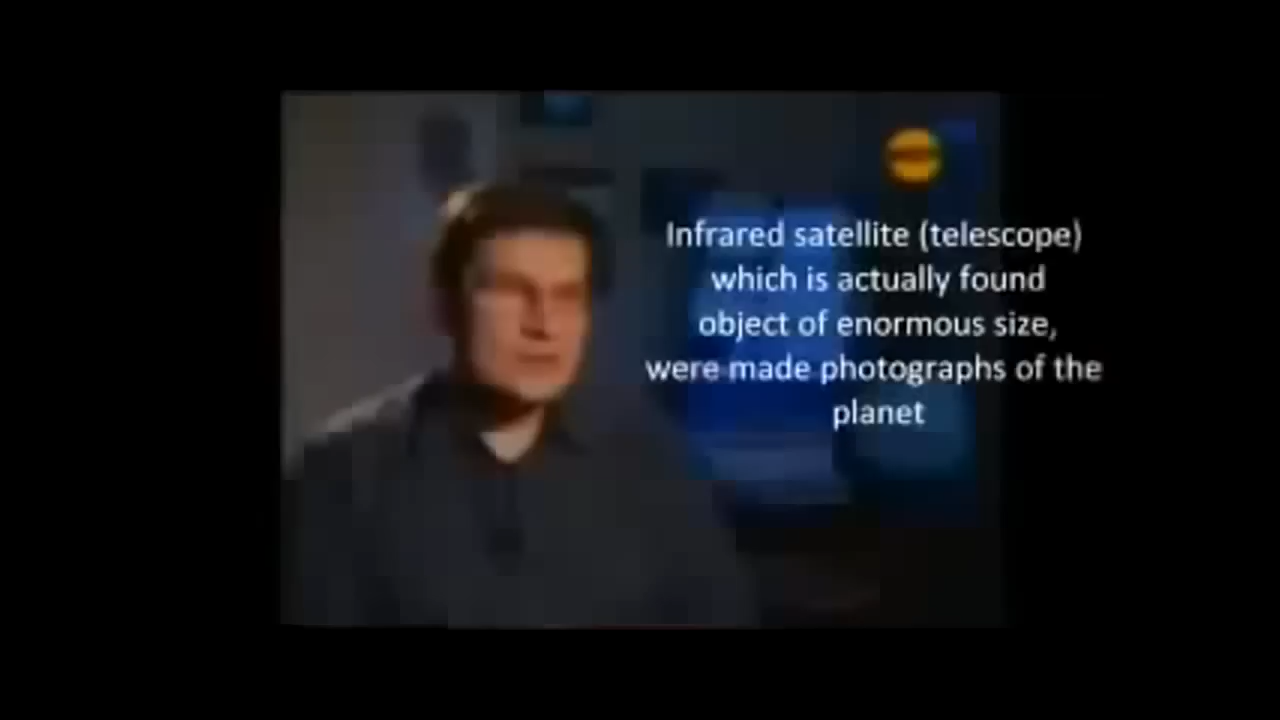 Infrared satellite (telescope)
which is actually found
object of enormous size,
were made photographs of the
planet